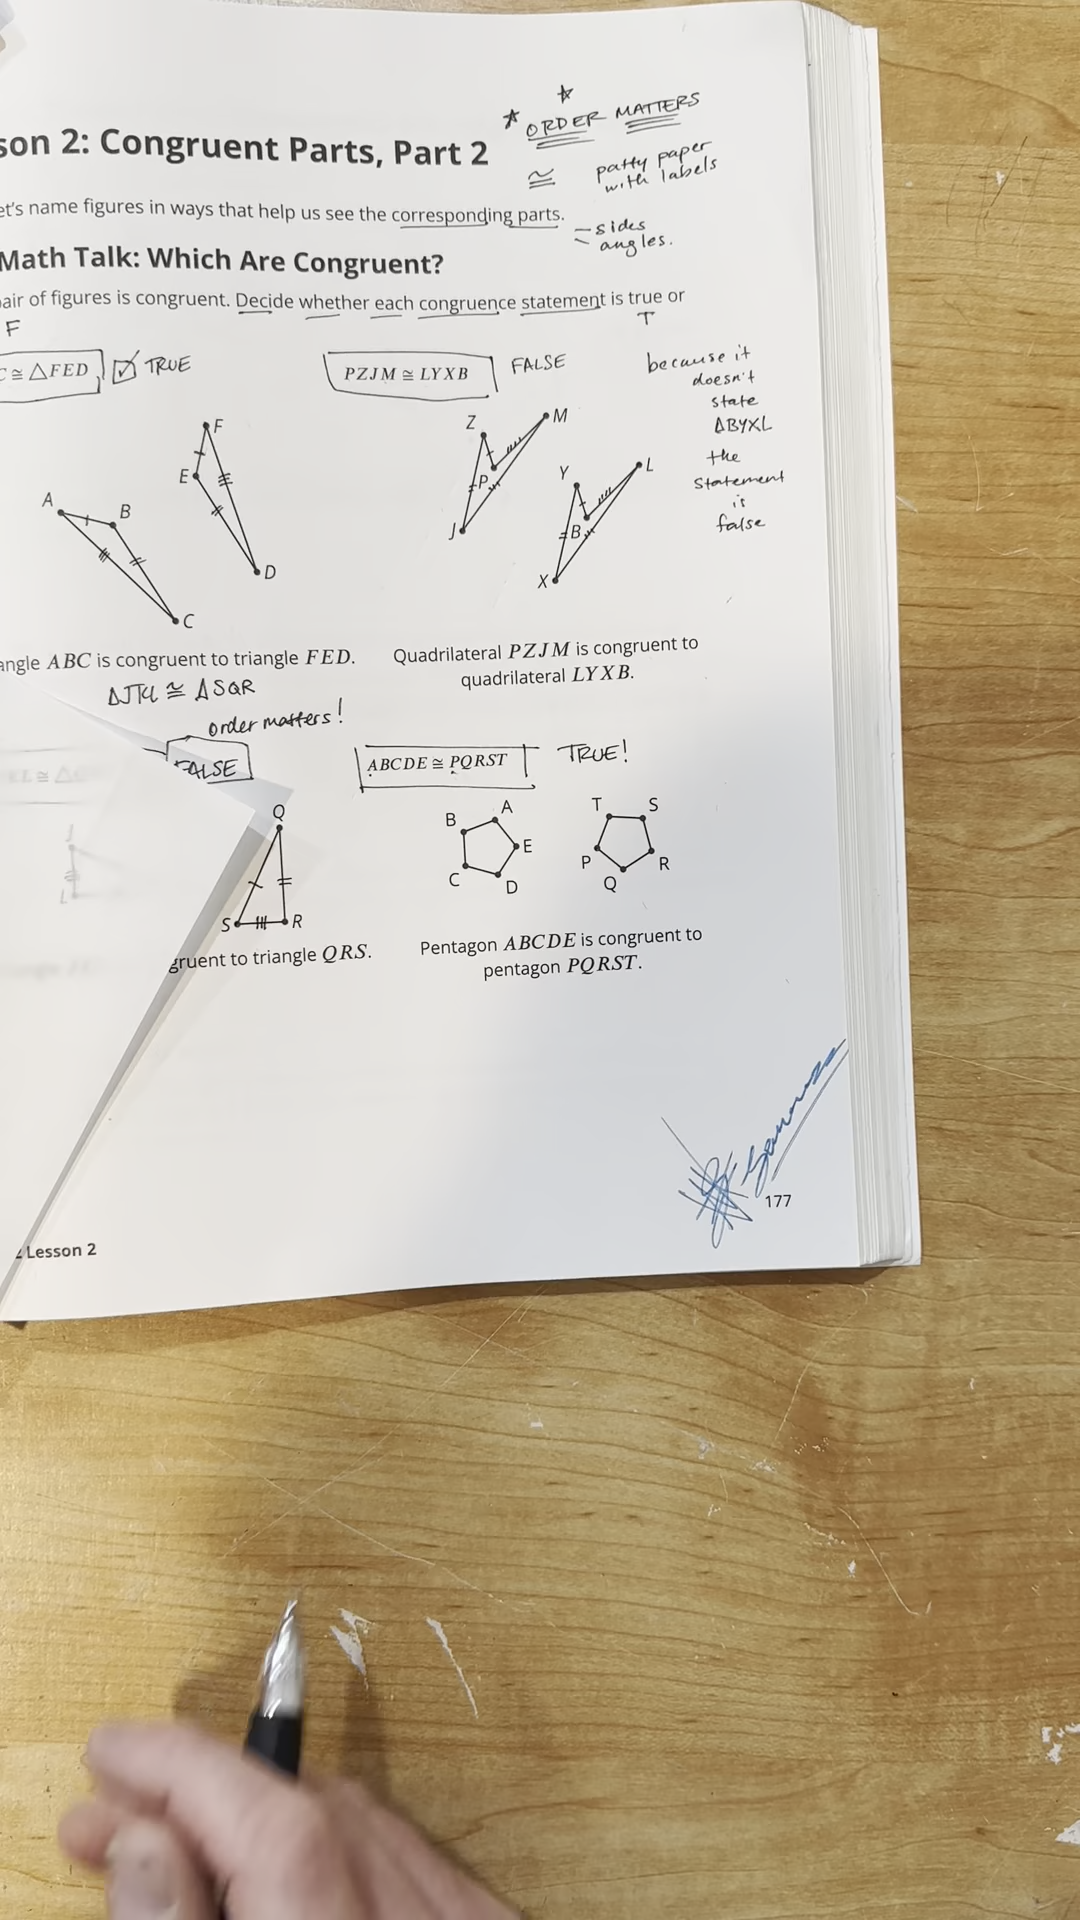 son 2: Congruent Parts, Part 2
ORDER MATTERS
≅ patty paper
with labels
et's name figures in ways that help us see the corresponding parts.
- sides
- angles.
Math Talk: Which Are Congruent?
air of figures is congruent. Decide whether each congruence statement is true or
F
T
C ≅ △FED
TRUE
PZJM ≅ LYXB
FALSE
because it
doesn't
state
△BYXL
the
statement
is
false
A
B
C
F
E
D
Z
M
P
J
Y
L
B
X
angle ABC is congruent to triangle FED.
Quadrilateral PZJM is congruent to
quadrilateral LYXB.
≅ △SQR
order matters!
FALSE
ABCDE ≅ PQRST
TRUE!
Q
S
R
B
A
E
C
D
T
S
P
R
Q
J
L
gruent to triangle QRS.
Pentagon ABCDE is congruent to
pentagon PQRST.
177
Lesson 2